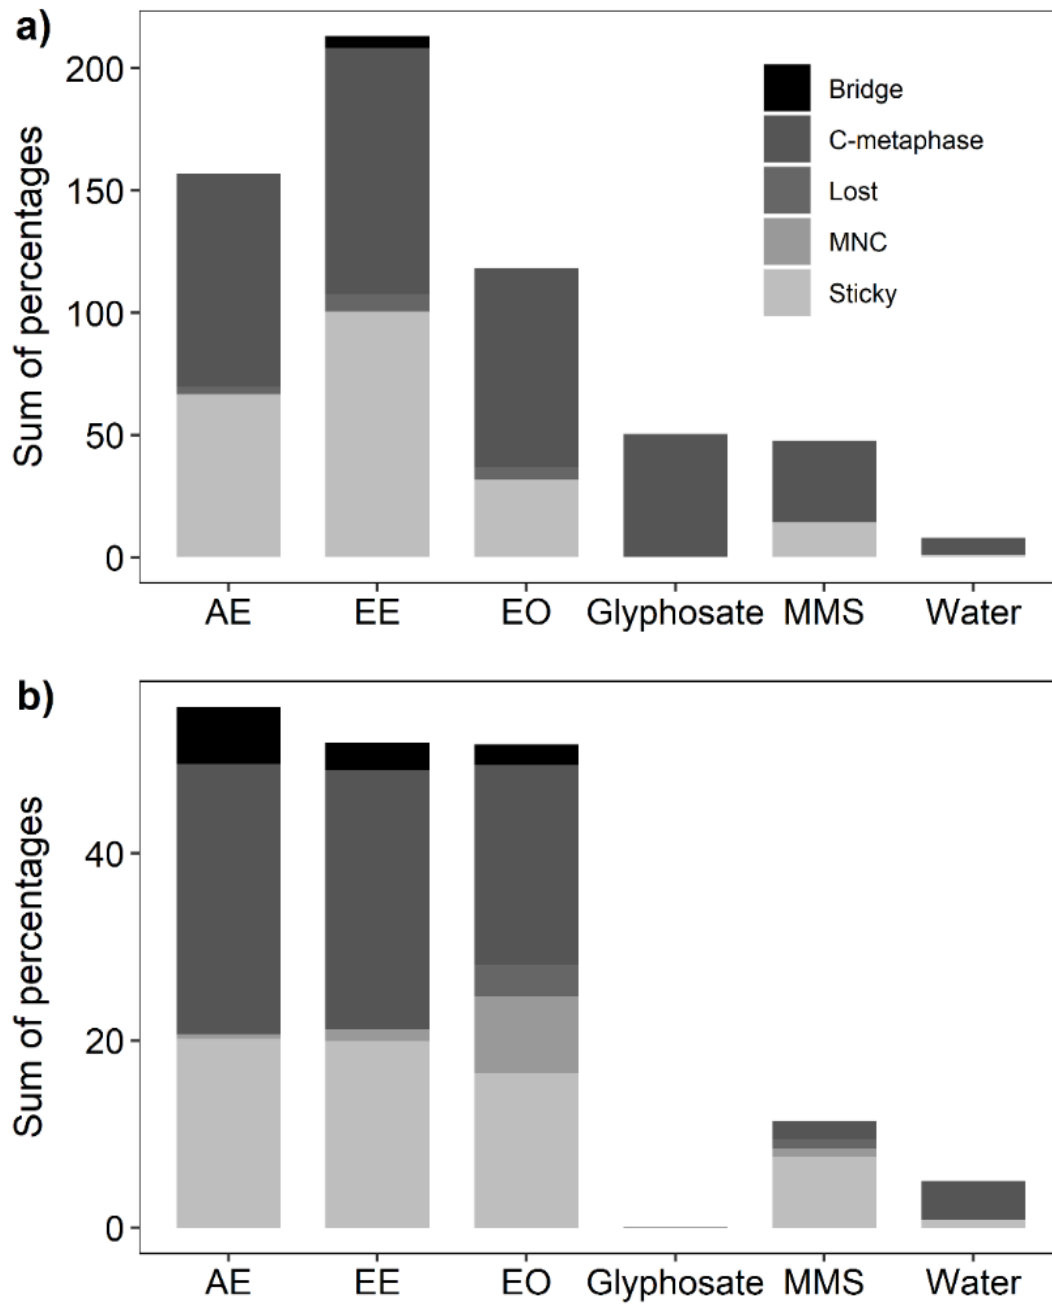 a)
Sum of percentages
200
150
100
50
0
Bridge
C-metaphase
Lost
MNC
Sticky
AE EE EO Glyphosate MMS Water
b)
Sum of percentages
40
20
0
AE EE EO Glyphosate MMS Water